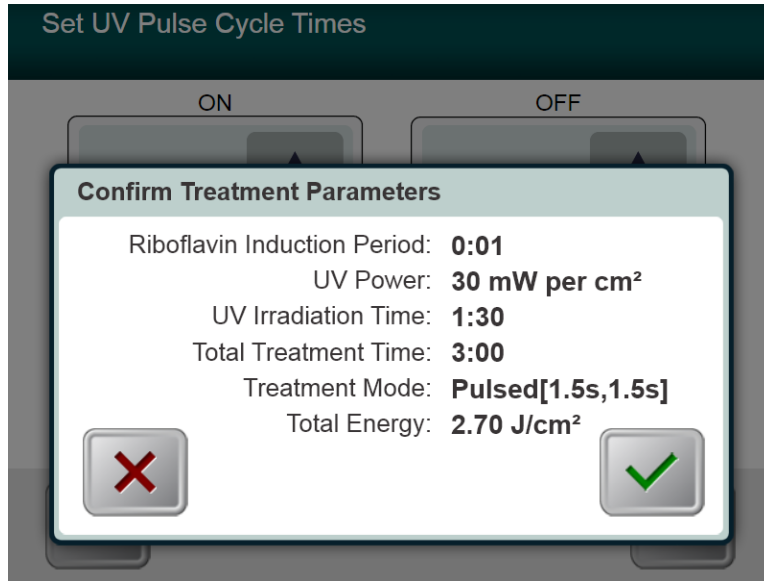 Set UV Pulse Cycle Times
ON OFF
Confirm Treatment Parameters
Riboflavin Induction Period: 0:01
UV Power: 30 mW per cm²
UV Irradiation Time: 1:30
Total Treatment Time: 3:00
Treatment Mode: Pulsed[1.5s,1.5s]
Total Energy: 2.70 J/cm²